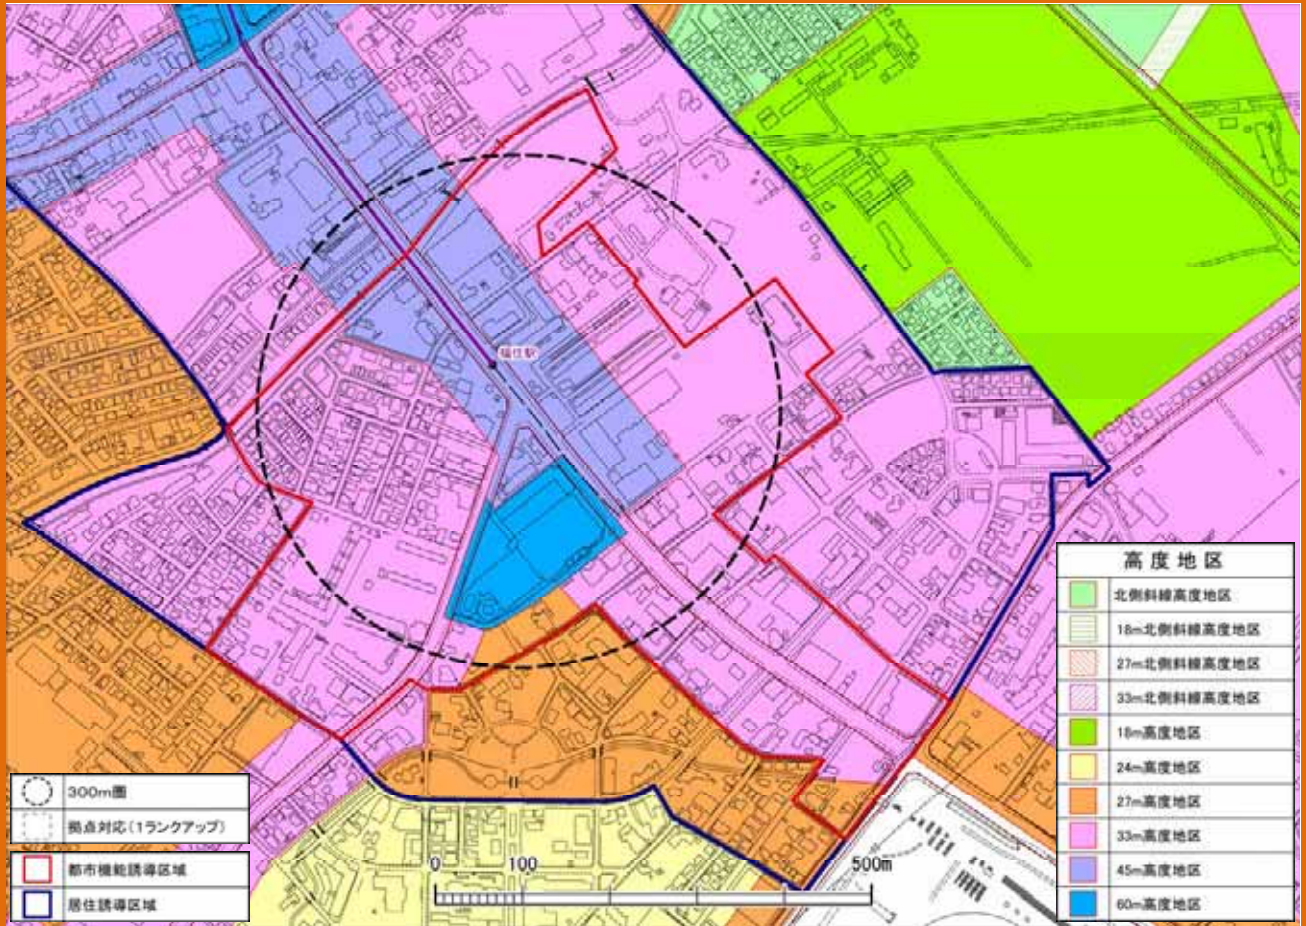 福住駅
高度地区
北側斜線高度地区
18m北側斜線高度地区
27m北側斜線高度地区
33m北側斜線高度地区
18m高度地区
24m高度地区
27m高度地区
33m高度地区
45m高度地区
60m高度地区
300m圏
拠点対応(1ランクアップ)
都市機能誘導区域
居住誘導区域
0 100 500m